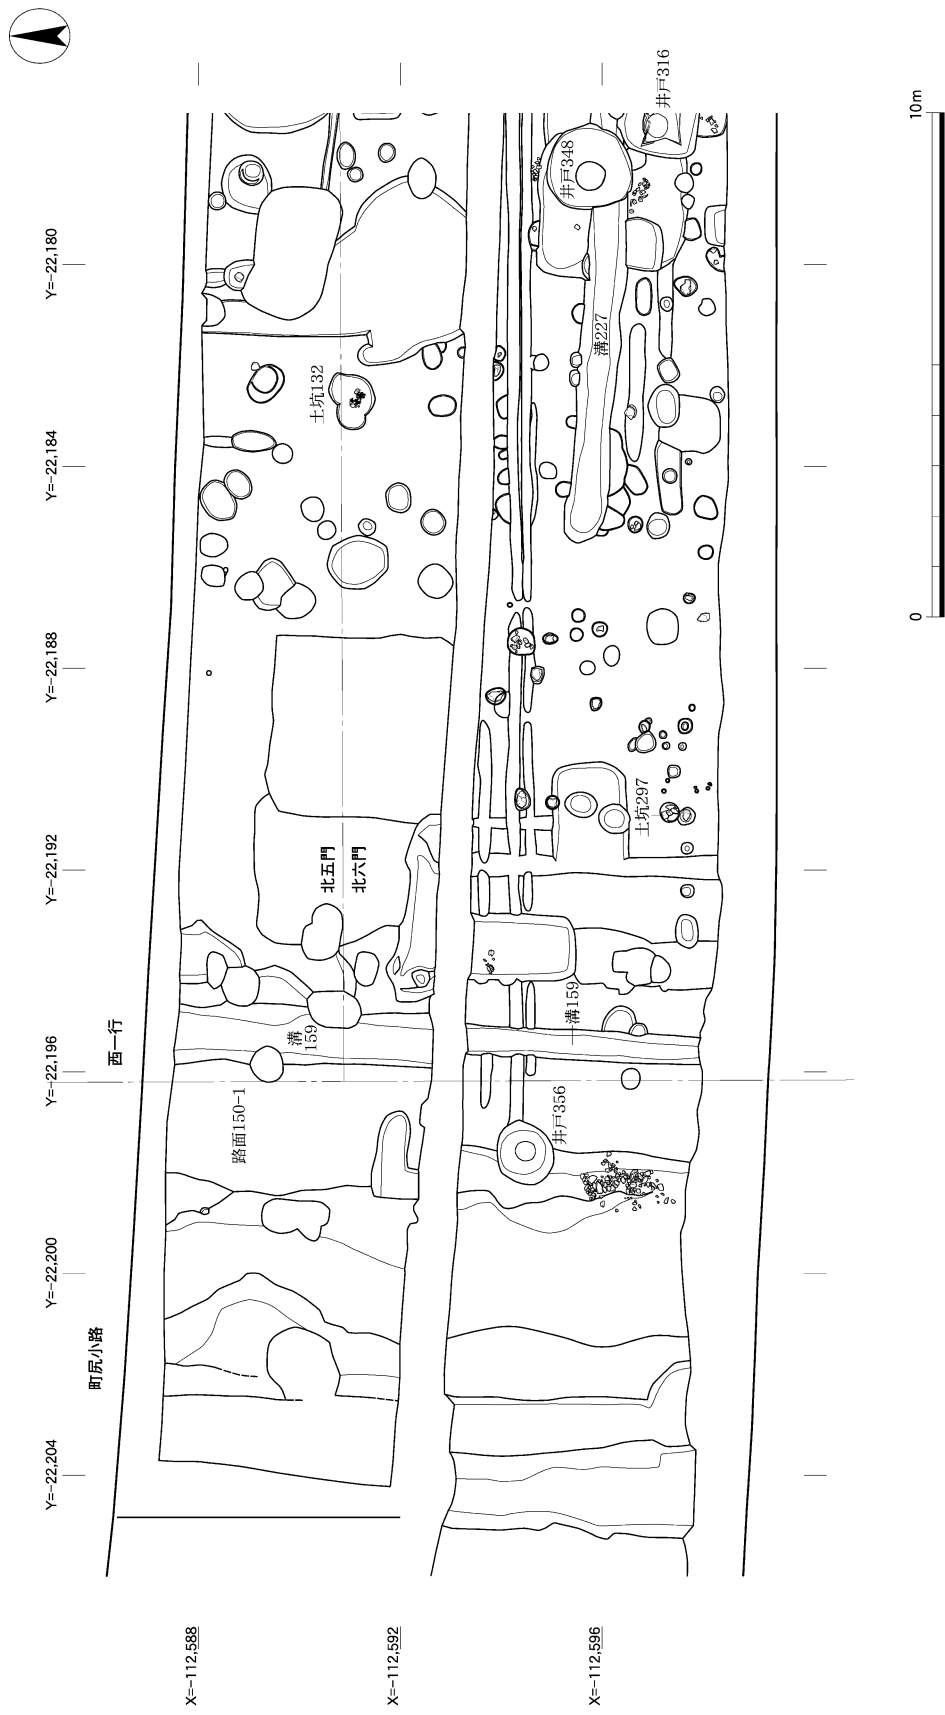 井戸316
10m
井戸348
Y=-22,180
溝227
土坑132
Y=-22,184
0
Y=-22,188
土坑297
Y=-22,192
北五門
北六門
溝159
溝
159
西一行
Y=-22,196
路面150-1
井戸356
Y=-22,200
町尻小路
Y=-22,204
X=-112,588
X=-112,592
X=-112,596